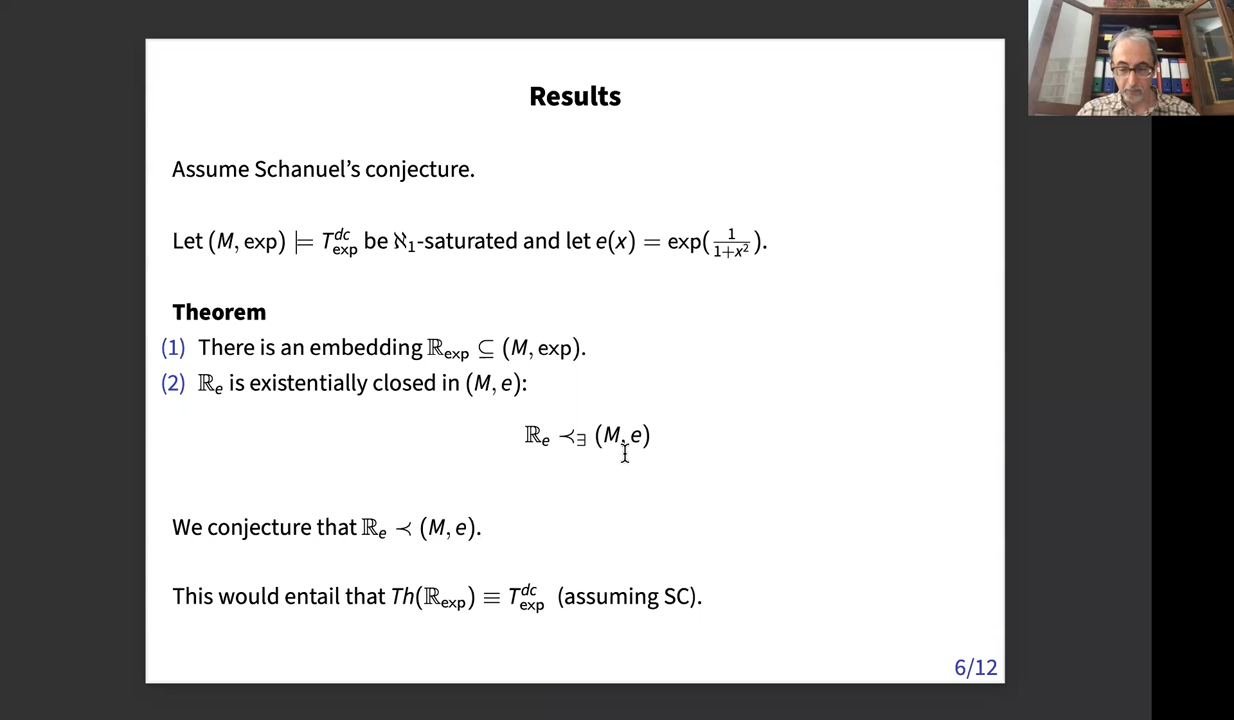 Results
Assume Schanuel’s conjecture.
Let (M, exp) ⊨ T^{dc}_{exp} be ℵ₁-saturated and let e(x) = exp(\frac{1}{1+x²}).
Theorem
(1) There is an embedding ℝ_{exp} ⊆ (M, exp).
(2) ℝ_e is existentially closed in (M, e):
ℝ_e ≺_∃ (M, e)
We conjecture that ℝ_e ≺ (M, e).
This would entail that Th(ℝ_{exp}) ≡ T^{dc}_{exp} (assuming SC).
6/12